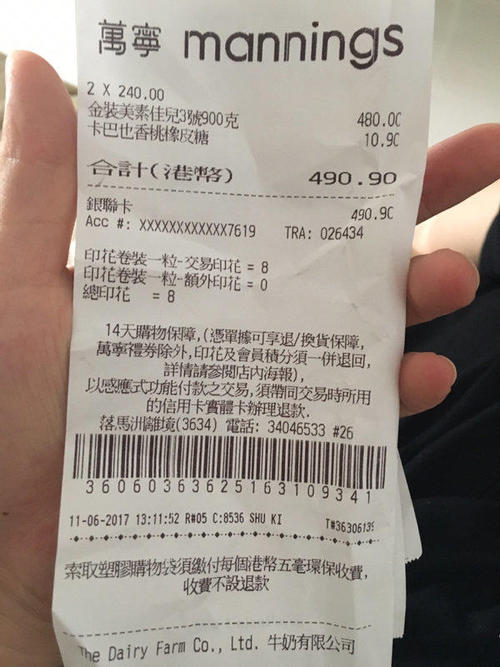 萬寧 mannings
2 X 240.00
金裝美素佳兒3號900克 480.00
卡巴也香桃橡皮糖 10.90
合計(港幣) 490.90
銀聯卡 490.90
Acc #: XXXXXXXXXXXX7619 TRA: 026434
印花卷裝一粒-交易印花 = 8
印花卷裝一粒-額外印花 = 0
總印花 = 8
14天購物保障,(憑單據可享退/換貨保障,
萬寧禮券除外,印花及會員積分須一併退回,
詳情請參閱店內海報),
以感應式功能付款之交易,須帶同交易時所用
的信用卡實體卡辦理退款.
落馬洲離境(3634) 電話: 34046533 #26
3606036362516310934​1
11-06-2017 13:11:52 R#05 C:8536 SHU KI T#36306139
索取塑膠購物袋須繳付每個港幣五毫環保收費,
收費不設退款
The Dairy Farm Co., Ltd. 牛奶有限公司